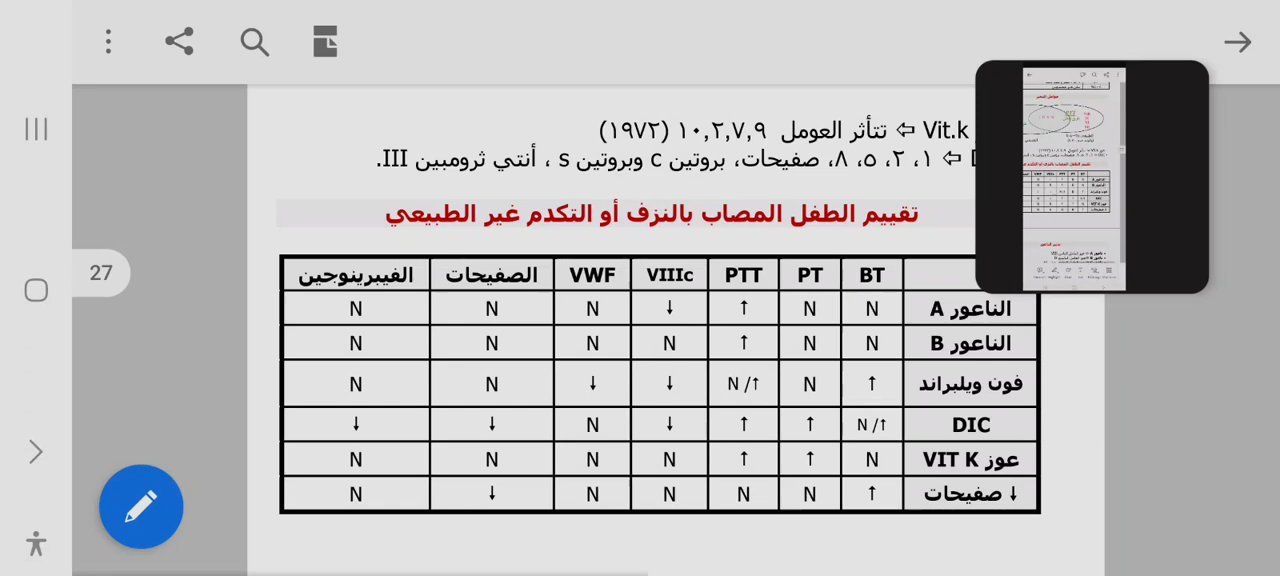 27
Vit.k ⇦ تتأثر العومل ١٠,٢,٧,٩ (١٩٧٢)
⇦ ١، ٢، ٥، ٨، صفيحات، بروتين c وبروتين s ، أنتي ثرومبين III.
تقييم الطفل المصاب بالنزف أو التكدم غير الطبيعي
BT PT PTT VIIIc VWF الصفيحات الفيبرينوجين
الناعور A N N ↑ ↓ N N N
الناعور B N N ↑ N N N N
فون ويلبراند ↑ N N /↑ ↓ ↓ N N
DIC N /↑ ↑ ↑ ↓ N ↓ ↓
عوز VIT K N ↑ ↑ N N N N
↓ صفيحات ↑ N N N N ↓ N